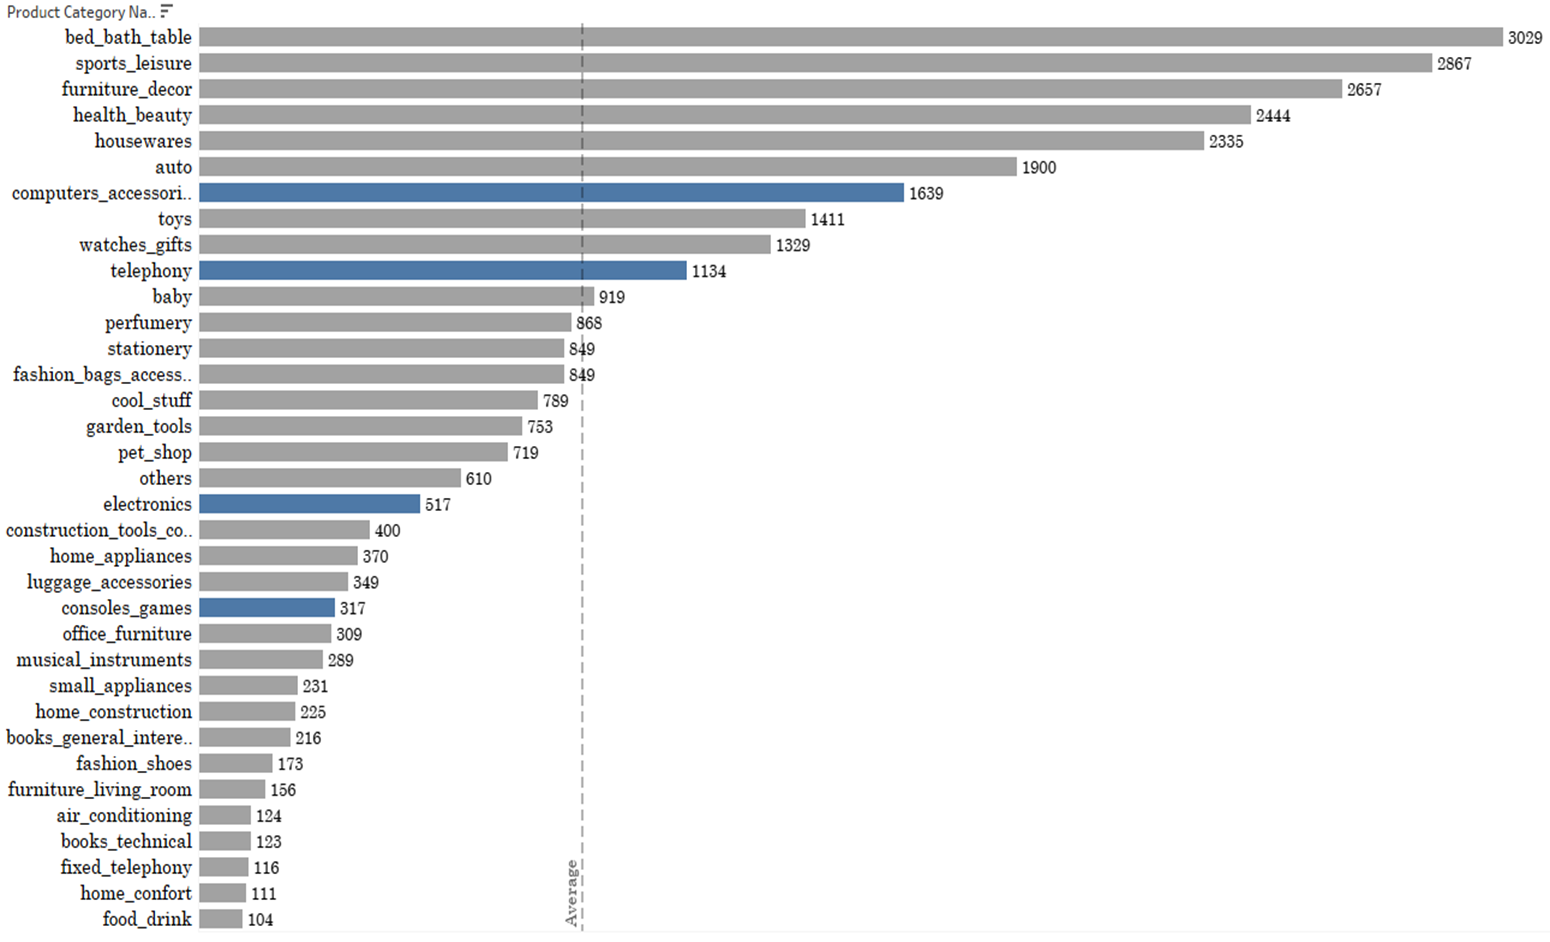 Product Category Na..
bed_bath_table 3029
sports_leisure 2867
furniture_decor 2657
health_beauty 2444
housewares 2335
auto 1900
computers_accessori.. 1639
toys 1411
watches_gifts 1329
telephony 1134
baby 919
perfumery 868
stationery 849
fashion_bags_access.. 849
cool_stuff 789
garden_tools 753
pet_shop 719
others 610
electronics 517
construction_tools_co.. 400
home_appliances 370
luggage_accessories 349
consoles_games 317
office_furniture 309
musical_instruments 289
small_appliances 231
home_construction 225
books_general_intere.. 216
fashion_shoes 173
furniture_living_room 156
air_conditioning 124
books_technical 123
fixed_telephony 116
home_confort 111
food_drink 104
Average